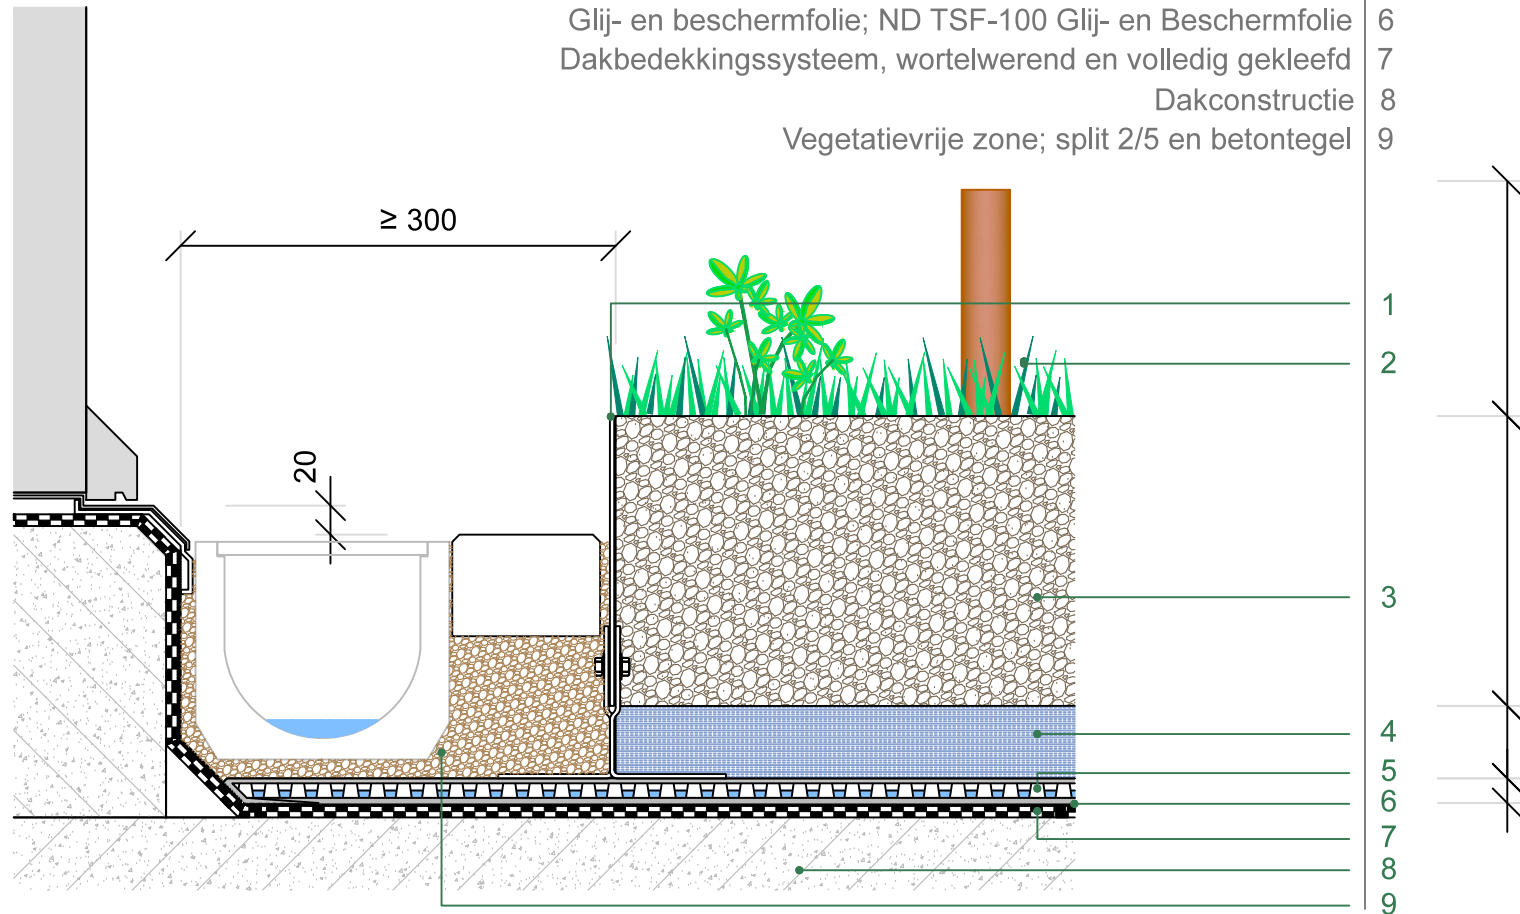 Glij- en beschermfolie; ND TSF-100 Glij- en Beschermfolie 6
Dakbedekkingssysteem, wortelwerend en volledig gekleefd 7
Dakconstructie 8
Vegetatievrije zone; split 2/5 en betontegel 9
≥ 300
1
2
20
3
4
5
6
7
8
9